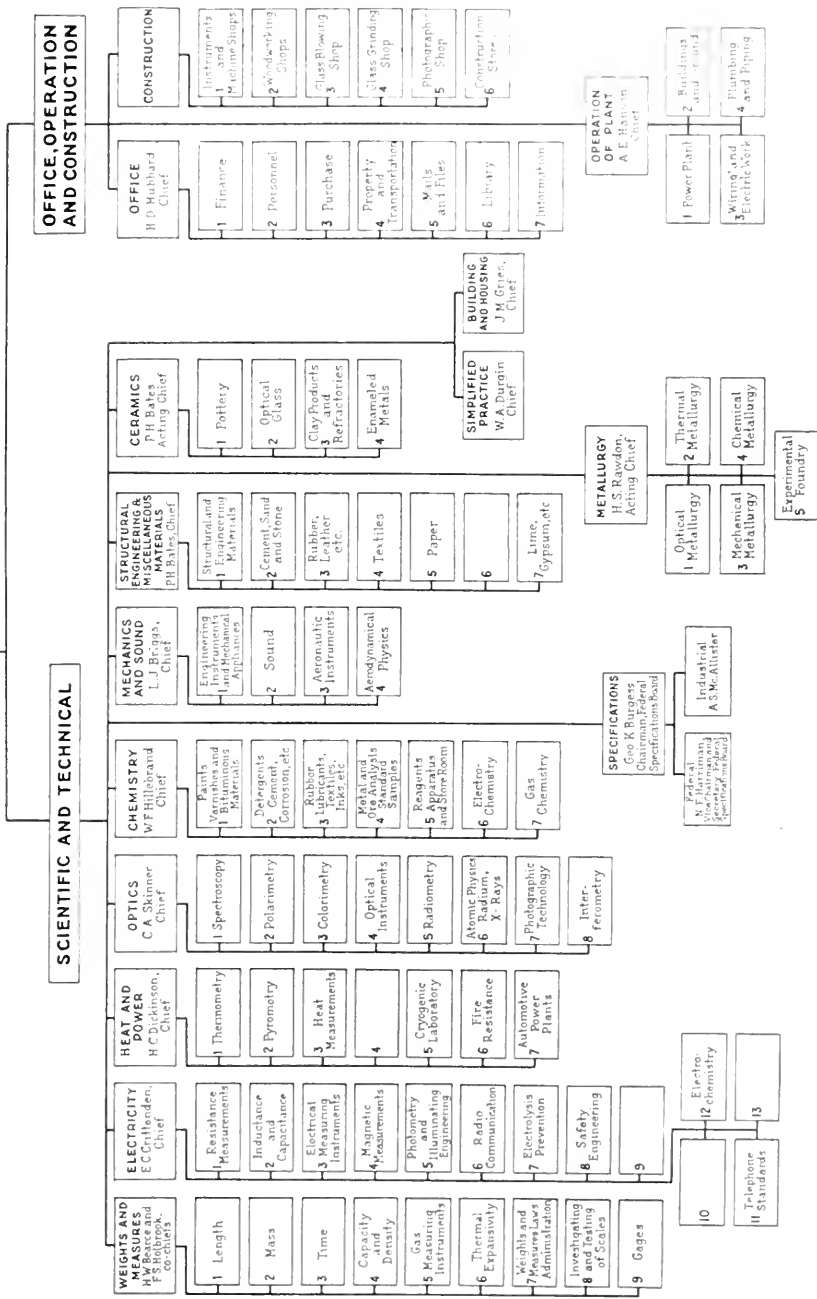 SCIENTIFIC AND TECHNICAL
WEIGHTS AND
MEASURES
H W Bearce and
F S Holbrook,
co-chiefs
1 Length
2 Mass
3 Time
Capacity
4 and
Density
Gas
5 Measuring
Instruments
Thermal
6 Expansivity
Weights and
7 Measures Laws
Administration
Investigating
8 and Testing
of Scales
9 Gages
ELECTRICITY
E C Crittenden,
Chief
1 Resistance
Measurements
Inductance
2 and
Capacitance
Electrical
3 Measuring
Instruments
4 Magnetic
Measurements
Photometry
5 and
Illuminating
Engineering
Radio
6 Communication
Electrolysis
7 Prevention
Safety
8 Engineering
9
10
11 Telephone
Standards
12 Electro
chemistry
13
HEAT AND
POWER
H C Dickinson,
Chief
1 Thermometry
2 Pyrometry
Heat
3 Measurements
4
Cryogenic
5 Laboratory
Fire
6 Resistance
Automotive
7 Power
Plants
OPTICS
C A Skinner
Chief
1 Spectroscopy
2 Polarimetry
3 Colorimetry
Optical
4 Instruments
5 Radiometry
Atomic Physics
6 Radium,
X-Rays
7 Photographic
Technology
Inter-
8 ferometry
CHEMISTRY
W F Hillebrand
Chief
Paints
Varnishes and
1 Bituminous
Materials
Detergents
2 Cement,
Corrosion, etc
Rubber
3 Lubricants,
Textiles,
Inks, etc
Metal and
Ore Analysis
4 Standard
Samples
Reagents
5 Apparatus
and Store Room
Electro-
6 Chemistry
Gas
7 Chemistry
MECHANICS
AND SOUND
L. J Briggs,
Chief
Engineering
Instruments
1 and Mechanical
Appliances
2 Sound
Aeronautic
3 Instruments
Aerodynamical
4 Physics
SPECIFICATIONS
Geo K Burgess
Chairman, Federal
Specifications Board
Federal
N F Harriman
Vice Chairman and
Secretary Federal
Specifications Board
Industrial
A S. Mc. Allister
STRUCTURAL
ENGINEERING &
MISCELLANEOUS
MATERIALS
P H Bates, Chief
Structural and
1 Engineering
Materials
Cement, Sand
2 and Stone
Rubber,
3 Leather
etc.
4 Textiles
5 Paper
6
Lime,
7 Gypsum, etc
CERAMICS
P H Bates
Acting Chief
1 Pottery
Optical
2 Glass
Clay Products
3 and
Refractories
Enameled
4 Metals
METALLURGY
H. S. Rawdon,
Acting Chief
Optical
1 Metallurgy
Thermal
2 Metallurgy
Mechanical
3 Metallurgy
Chemical
4 Metallurgy
Experimental
5 Foundry
SIMPLIFIED
PRACTICE
W. A. Durgin
Chief
BUILDING
AND HOUSING
J M Gries,
Chief
OFFICE, OPERATION
AND CONSTRUCTION
OFFICE
H D Hubbard
Chief
1 Finance
2 Personnel
3 Purchase
Property
4 and
Transportation
Mails
5 and Files
6 Library
7 Information
CONSTRUCTION
Instruments
1 and
Machine Shops
2 Woodworking
Shops
Glass Blowing
3 Shop
Glass Grinding
4 Shop
Photographer
5 Shop
Construction
6 Store
OPERATION
OF PLANT
A E
Chief
1 Power Plant
2 Buildings
and
Wiring and
3 Electric Work
4 Plumbing
and Piping